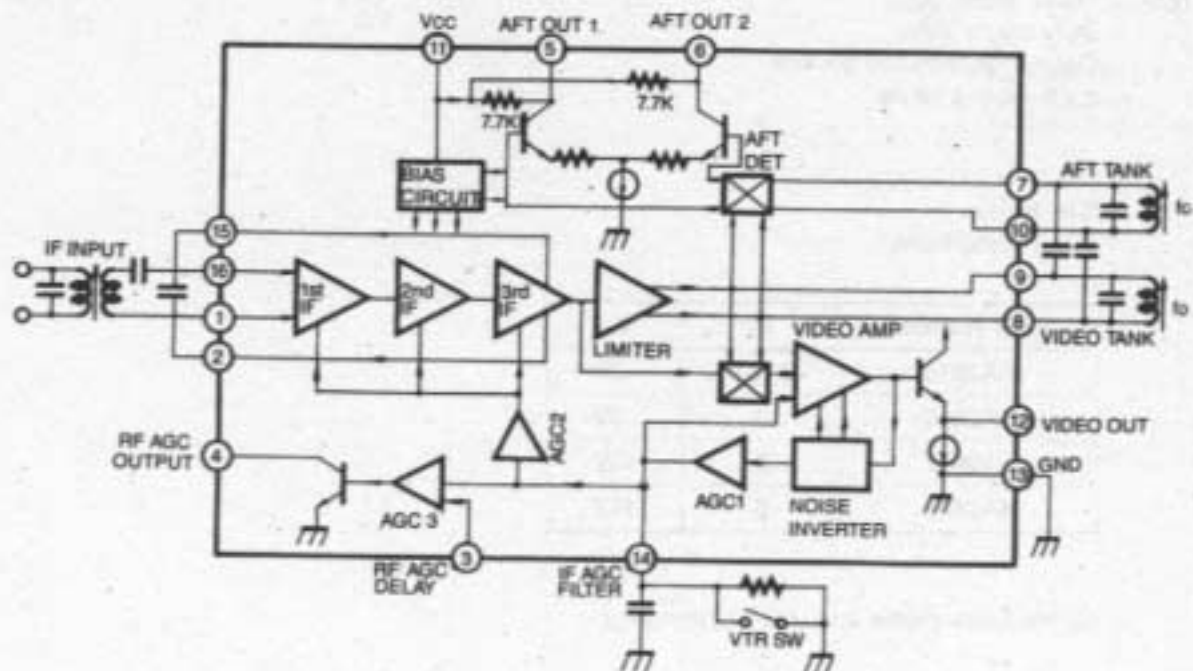 VCC
AFT OUT 1.
AFT OUT 2
11
5
6
7.7K
7.7K
AFT
DET
BIAS
CIRCUIT
7
AFT TANK
fc
10
15
IF INPUT
16
1st
IF
2nd
IF
3rd
IF
9
1
LIMITER
VIDEO AMP
8
fo
VIDEO TANK
2
AGC2
12
VIDEO OUT
RF AGC
OUTPUT
4
AGC 3
AGC1
NOISE
INVERTER
13
GND
RF AGC
DELAY
3
IF AGC
FILTER
14
VTR SW